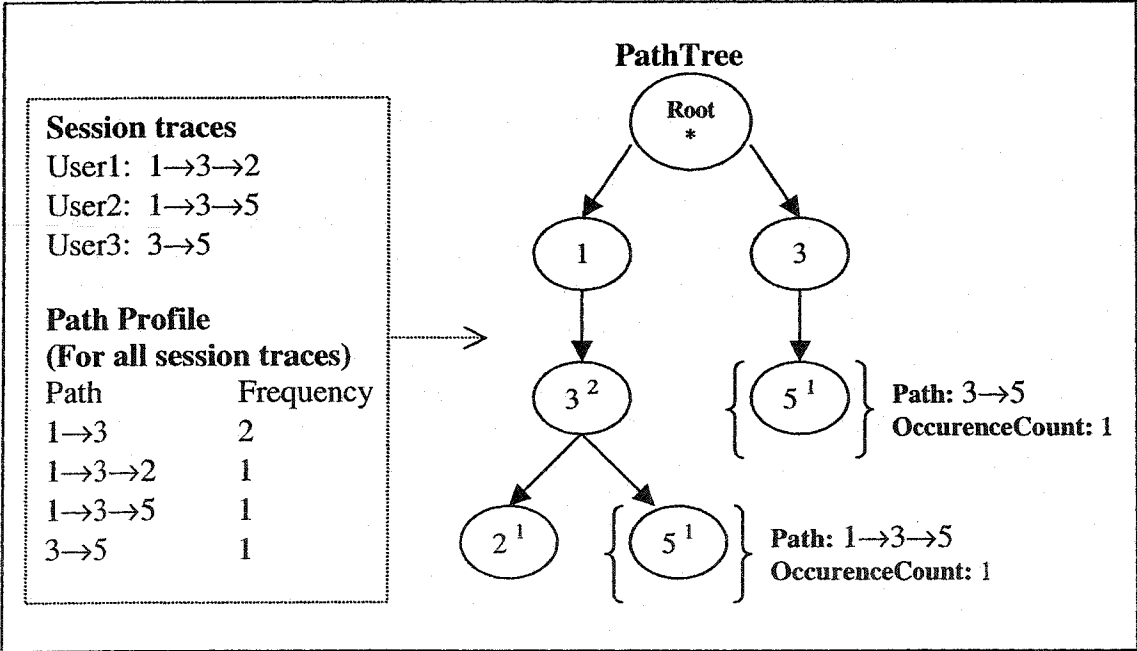 Session traces
User1: 1→3→2
User2: 1→3→5
User3: 3→5
Path Profile
(For all session traces)
Path Frequency
1→3 2
1→3→2 1
1→3→5 1
3→5 1
PathTree
Root
*
1
3
3 2
5 1
Path: 3→5
OccurenceCount: 1
2 1
5 1
Path: 1→3→5
OccurenceCount: 1